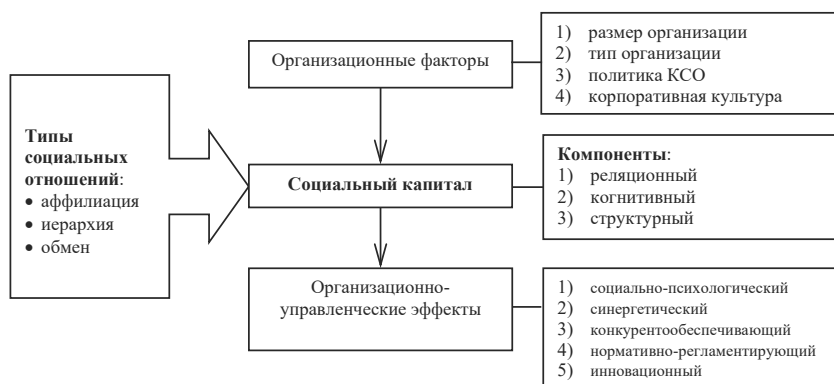 Организационные факторы
1) размер организации
2) тип организации
3) политика КСО
4) корпоративная культура
Типы
социальных
отношений:
• аффилиация
• иерархия
• обмен
Социальный капитал
Компоненты:
1) реляционный
2) когнитивный
3) структурный
Организационно-
управленческие эффекты
1) социально-психологический
2) синергетический
3) конкурентообеспечивающий
4) нормативно-регламентирующий
5) инновационный